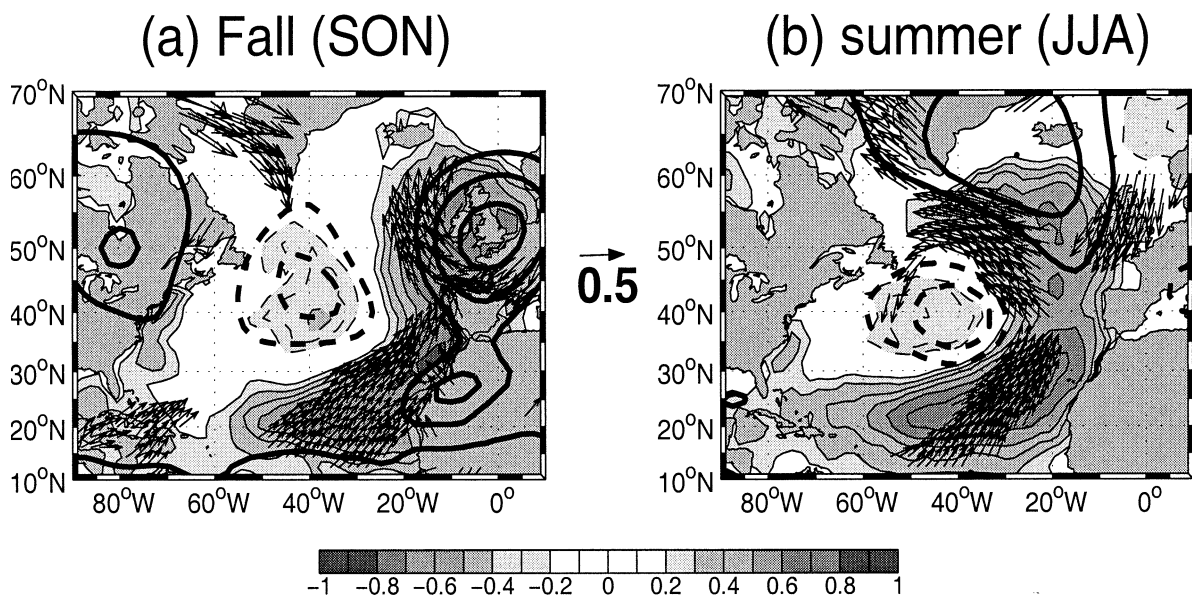 (a) Fall (SON)
(b) summer (JJA)
70°N
60°N
50°N
40°N
30°N
20°N
10°N
80°W
60°W
40°W
20°W
0°
0.5
70°N
60°N
50°N
40°N
30°N
20°N
10°N
80°W
60°W
40°W
20°W
0°
−1
−0.8
−0.6
−0.4
−0.2
0
0.2
0.4
0.6
0.8
1